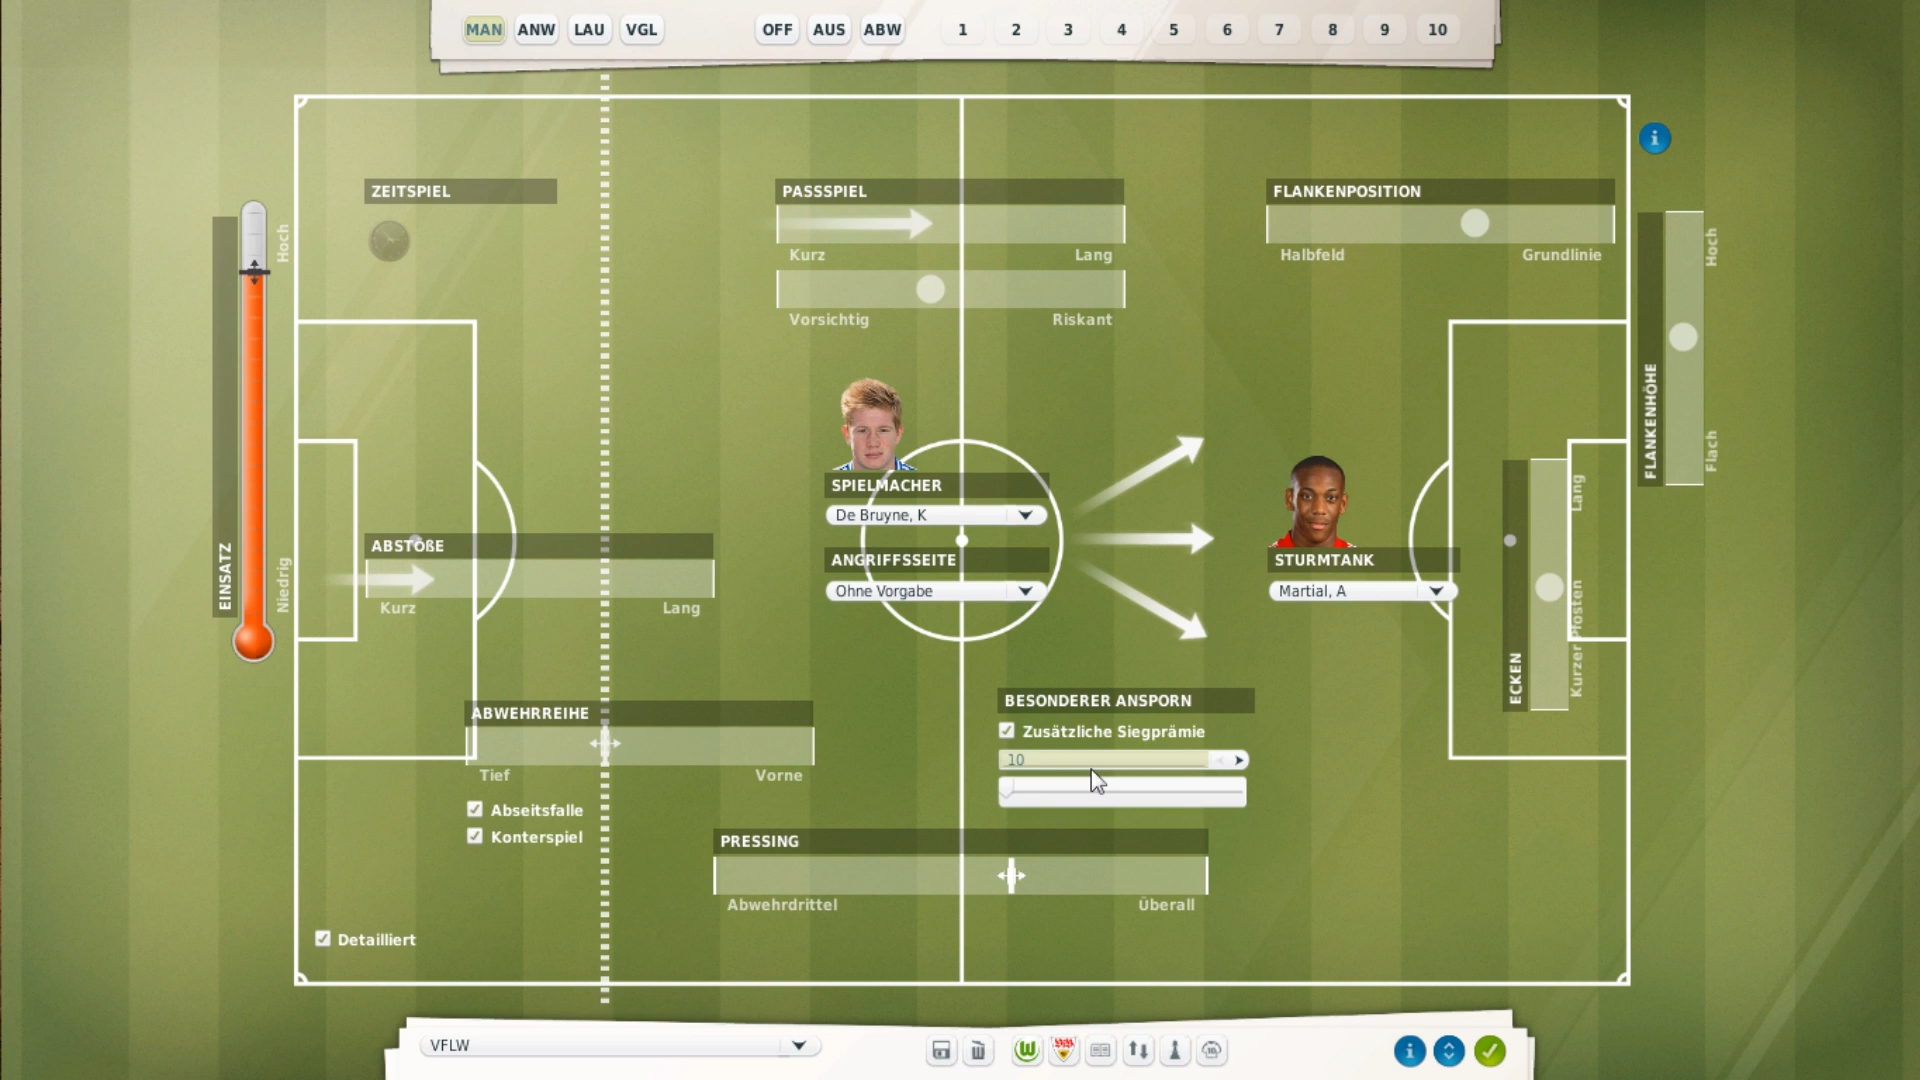 MAN ANW LAU VGL OFF AUS ABW 1 2 3 4 5 6 7 8 9 10
ZEITSPIEL
PASSSPIEL
Kurz Lang
Vorsichtig Riskant
FLANKENPOSITION
Halbfeld Grundlinie
EINSATZ
Hoch
Niedrig
FLANKENHÖHE
Hoch
Flach
SPIELMACHER
De Bruyne, K
ANGRIFFSSEITE
Ohne Vorgabe
STURMTANK
Martial, A
ABSTÖßE
Kurz Lang
ECKEN
Lang
Kurzer Pfosten
ABWEHRREIHE
Tief Vorne
Abseitsfalle
Konterspiel
BESONDERER ANSPORN
Zusätzliche Siegprämie
10
PRESSING
Abwehrdrittel Überall
Detailliert
VFLW